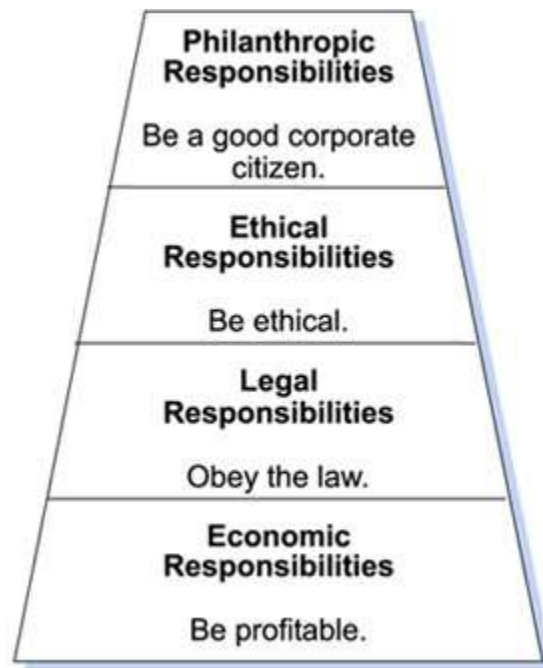 Philanthropic
Responsibilities
Be a good corporate
citizen.
Ethical
Responsibilities
Be ethical.
Legal
Responsibilities
Obey the law.
Economic
Responsibilities
Be profitable.